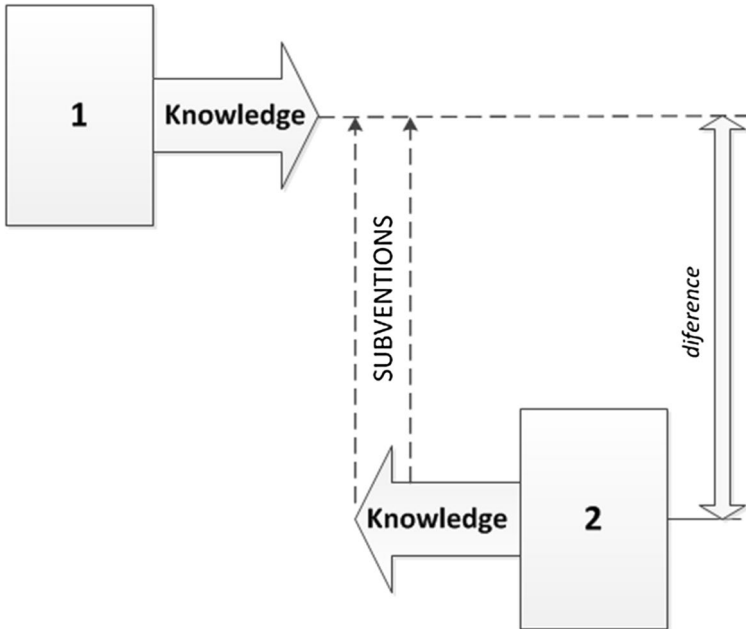 1
Knowledge
SUBVENTIONS
diference
Knowledge
2